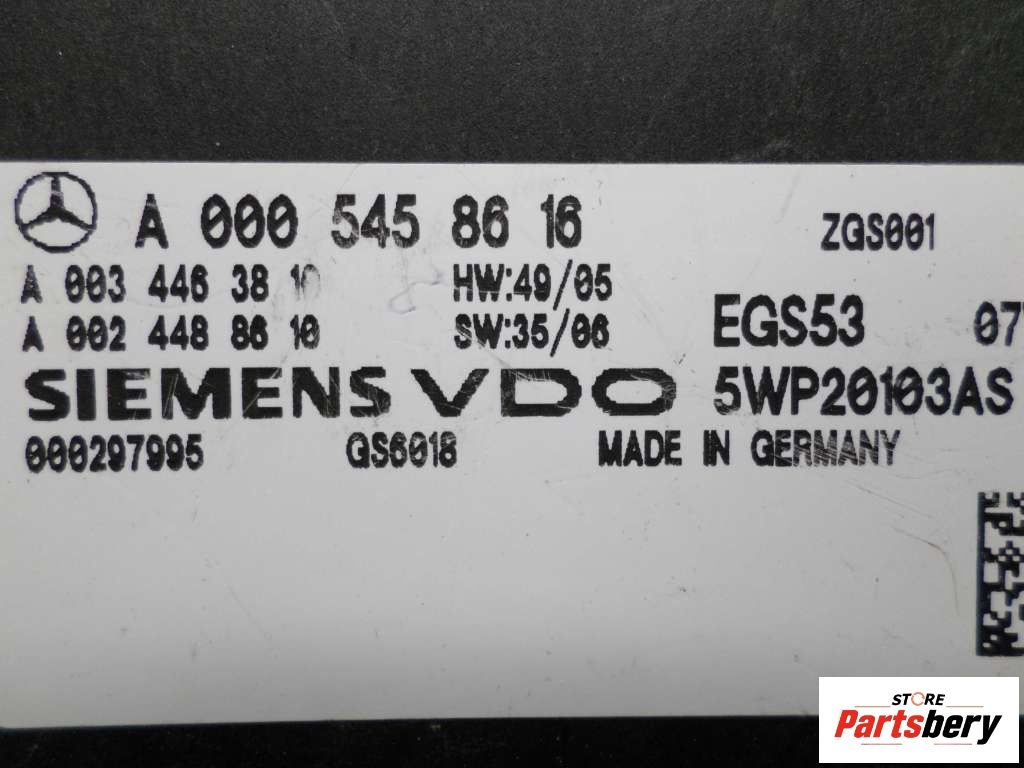 A 000 545 86 16 ZGS001
A 003 446 38 10 HW:49/05
A 002 448 86 10 SW:35/06 EGS53 07
SIEMENS VDO 5WP20103AS
000297995 GS6018 MADE IN GERMANY
STORE
Partsbery